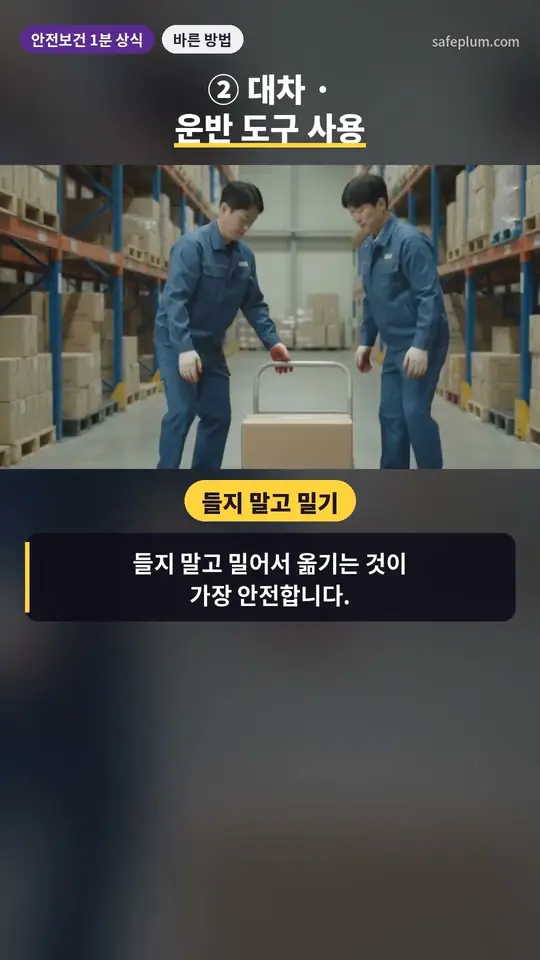 안전보건 1분 상식
바른 방법
safeplum.com
② 대차 ·
운반 도구 사용
들지 말고 밀기
들지 말고 밀어서 옮기는 것이
가장 안전합니다.